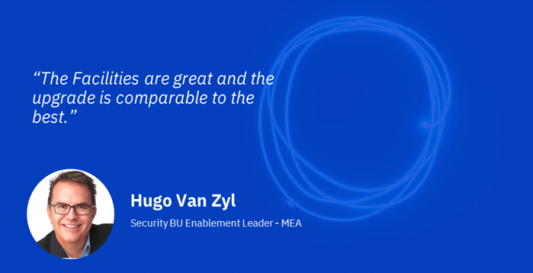 “The Facilities are great and the
upgrade is comparable to the
best.”
Hugo Van Zyl
Security BU Enablement Leader - MEA